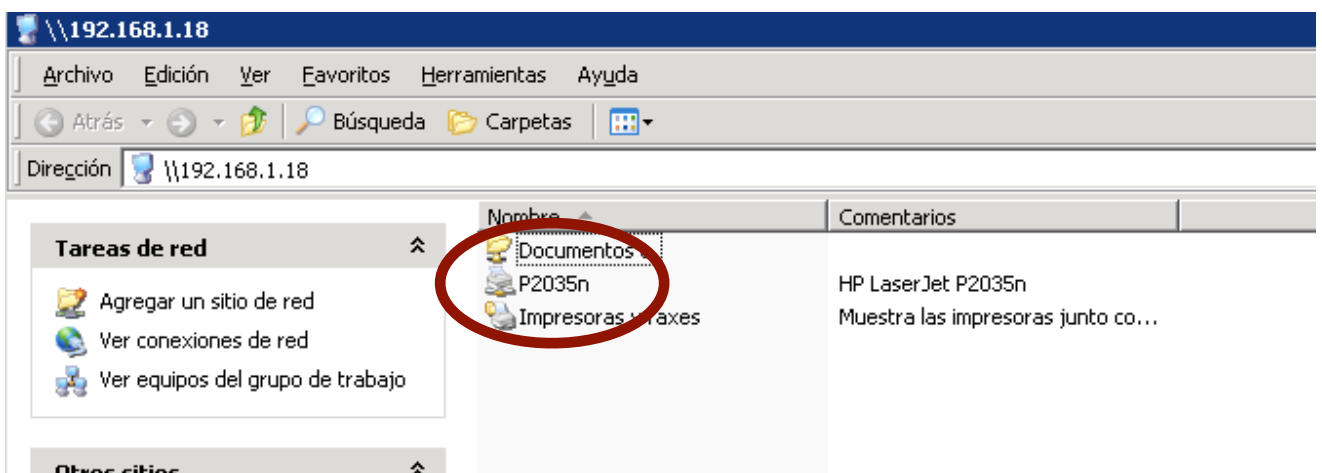 \\192.168.1.18
Archivo Edición Ver Favoritos Herramientas Ayuda
Atrás Búsqueda Carpetas
Dirección \\192.168.1.18
Nombre Comentarios
Tareas de red
Documentos
P2035n HP LaserJet P2035n
Agregar un sitio de red
Impresoras y faxes Muestra las impresoras junto co...
Ver conexiones de red
Ver equipos del grupo de trabajo
Otros sitios